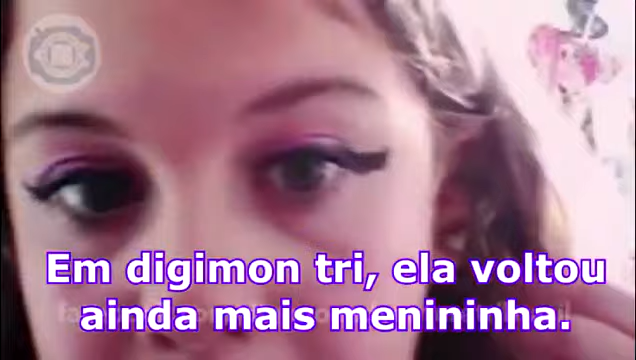 Em digimon tri, ela voltou
ainda mais menininha.